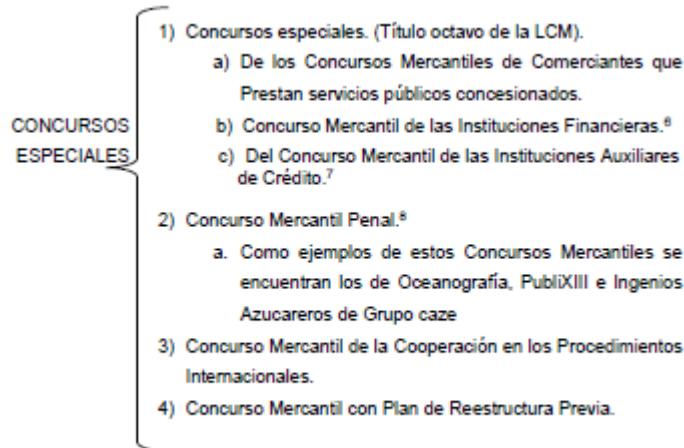 1) Concursos especiales. (Título octavo de la LCM).
a) De los Concursos Mercantiles de Comerciantes que
Prestan servicios públicos concesionados.
CONCURSOS
ESPECIALES
b) Concurso Mercantil de las Instituciones Financieras.⁶
c) Del Concurso Mercantil de las Instituciones Auxiliares
de Crédito.⁷
2) Concurso Mercantil Penal.⁸
a. Como ejemplos de estos Concursos Mercantiles se
encuentran los de Oceanografía, PubliXIII e Ingenios
Azucareros de Grupo caze
3) Concurso Mercantil de la Cooperación en los Procedimientos
Internacionales.
4) Concurso Mercantil con Plan de Reestructura Previa.